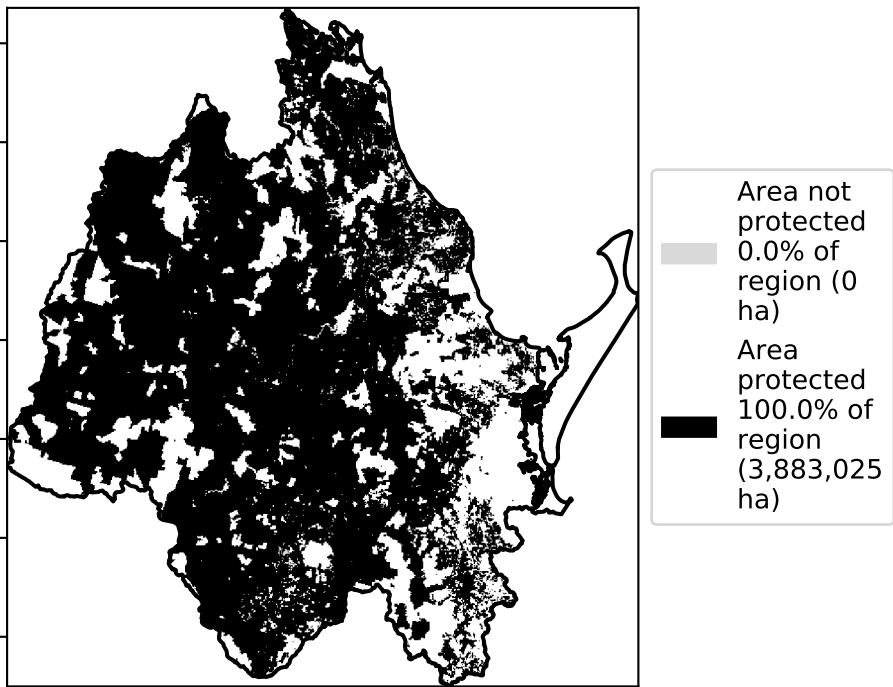 Area not
protected
0.0% of
region (0
ha)
Area
protected
100.0% of
region
(3,883,025
ha)